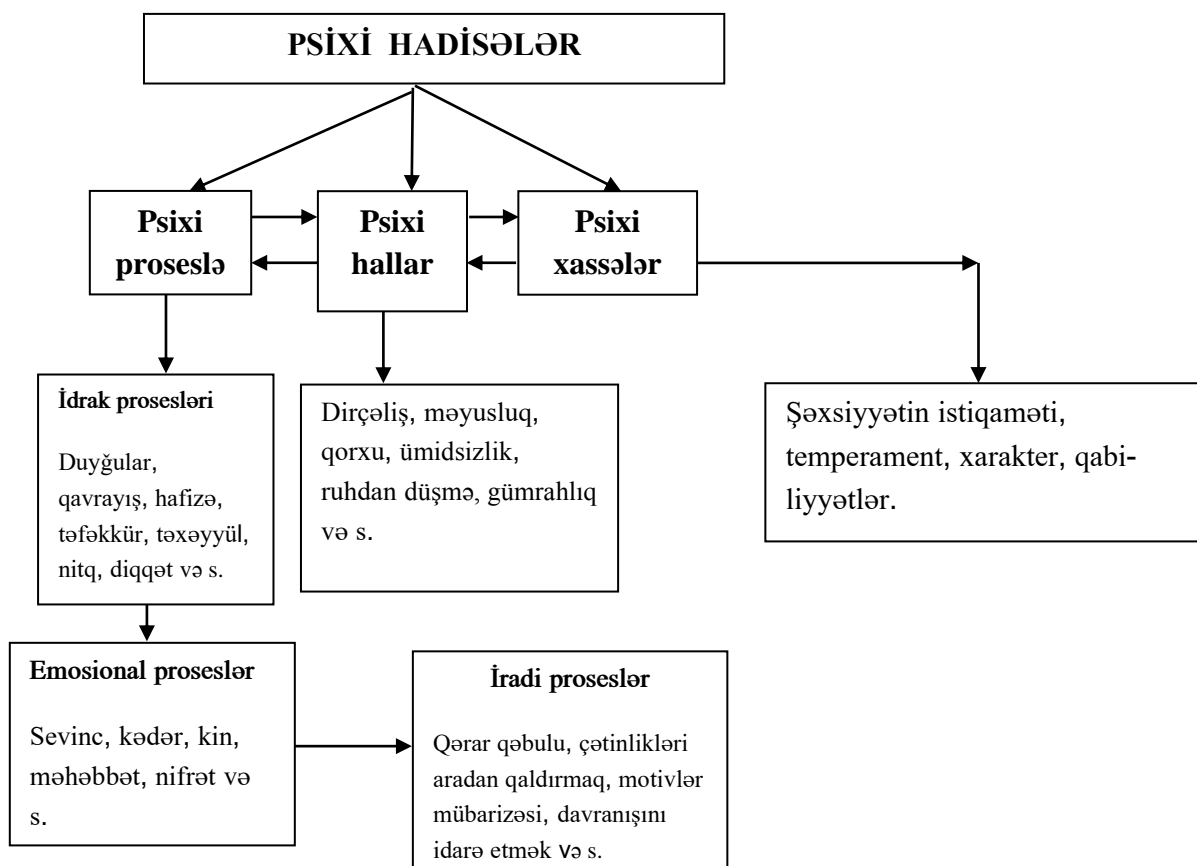 PSİXİ HADİSƏLƏR
Psixi
proseslə
Psixi
hallar
Psixi
xassələr
İdrak prosesləri
Duyğular,
qavrayış, hafizə,
təfəkkür, təxəyyül,
nitq, diqqət və s.
Dirçəliş, məyusluq,
qorxu, ümidsizlik,
ruhdan düşmə, gümrahlıq
və s.
Şəxsiyyətin istiqaməti,
temperament, xarakter, qabi-
liyyətlər.
Emosional proseslər
Sevinc, kədər, kin,
məhəbbət, nifrət və
s.
İradi proseslər
Qərar qəbulu, çətinlikləri
aradan qaldırmaq, motivlər
mübarizəsi, davranışını
idarə etmək və s.